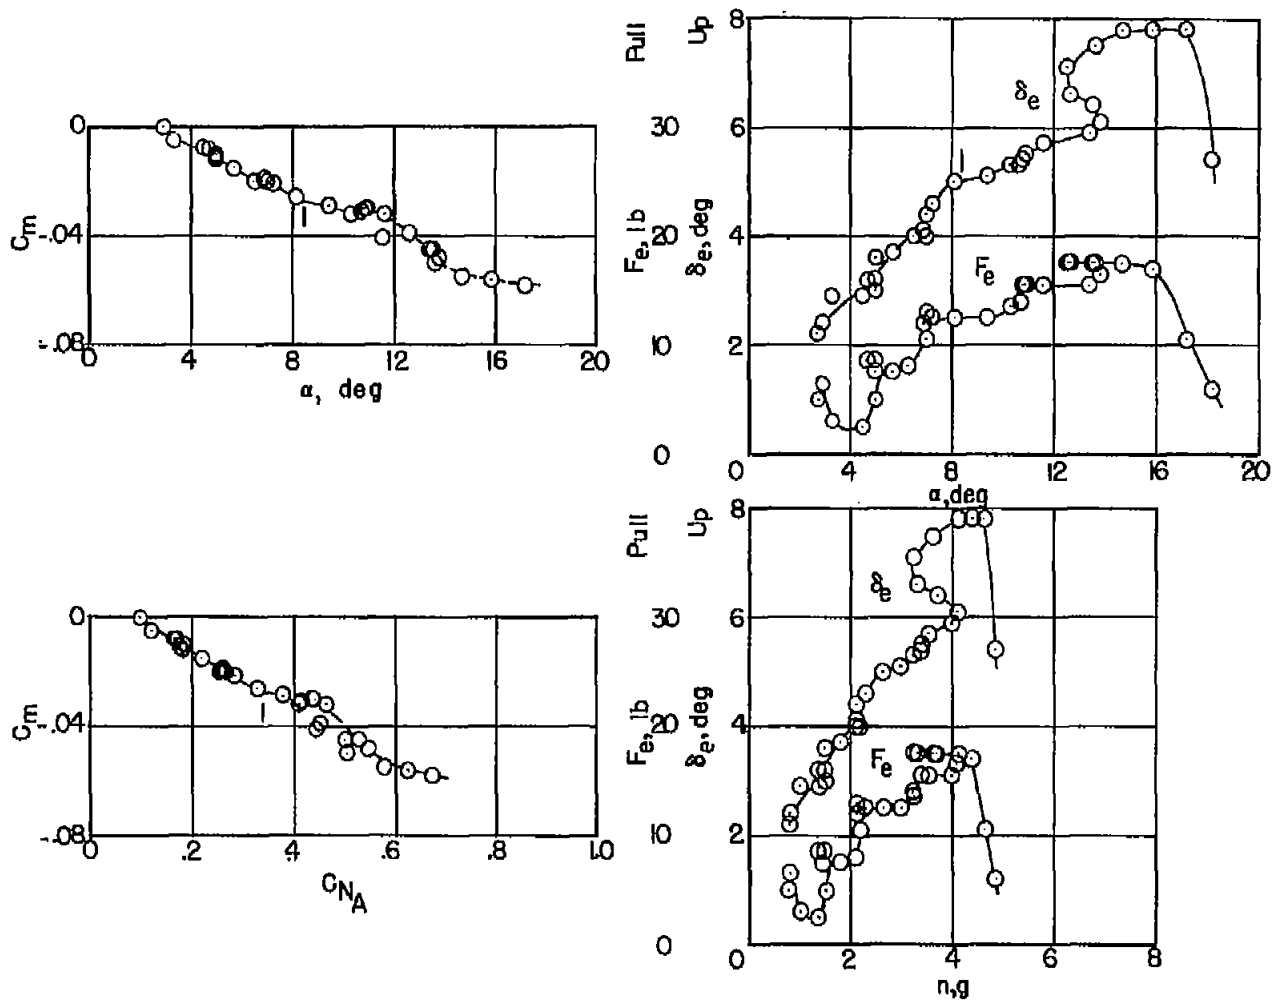 0
-.04
-.08
Cm
0 4 8 12 16 20
α, deg
Pull
Up
8
30 6
20 4
10 2
0
Fe, lb
δe, deg
δe
Fe
0 4 8 12 16 20
α, deg
0
-.04
-.08
Cm
0 .2 .4 .6 .8 1.0
CNA
Pull
Up
8
30 6
20 4
10 2
0
Fe, lb
δe, deg
δe
Fe
0 2 4 6 8
n,g